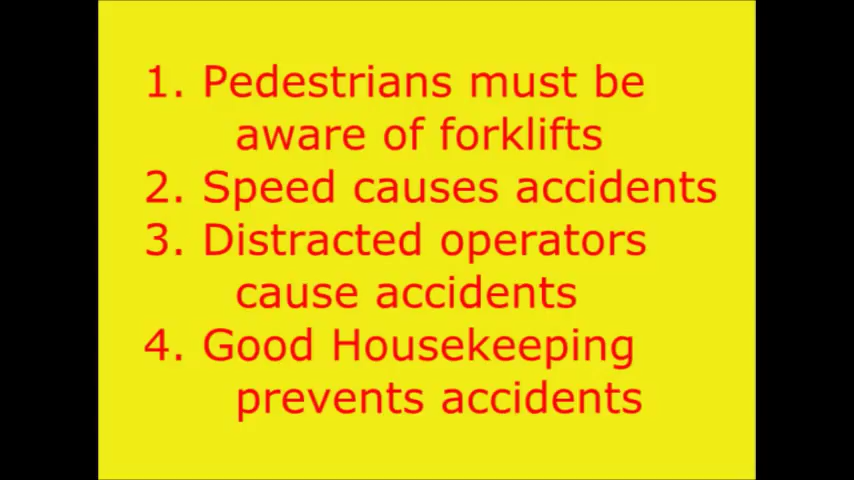 1. Pedestrians must be
aware of forklifts
2. Speed causes accidents
3. Distracted operators
cause accidents
4. Good Housekeeping
prevents accidents